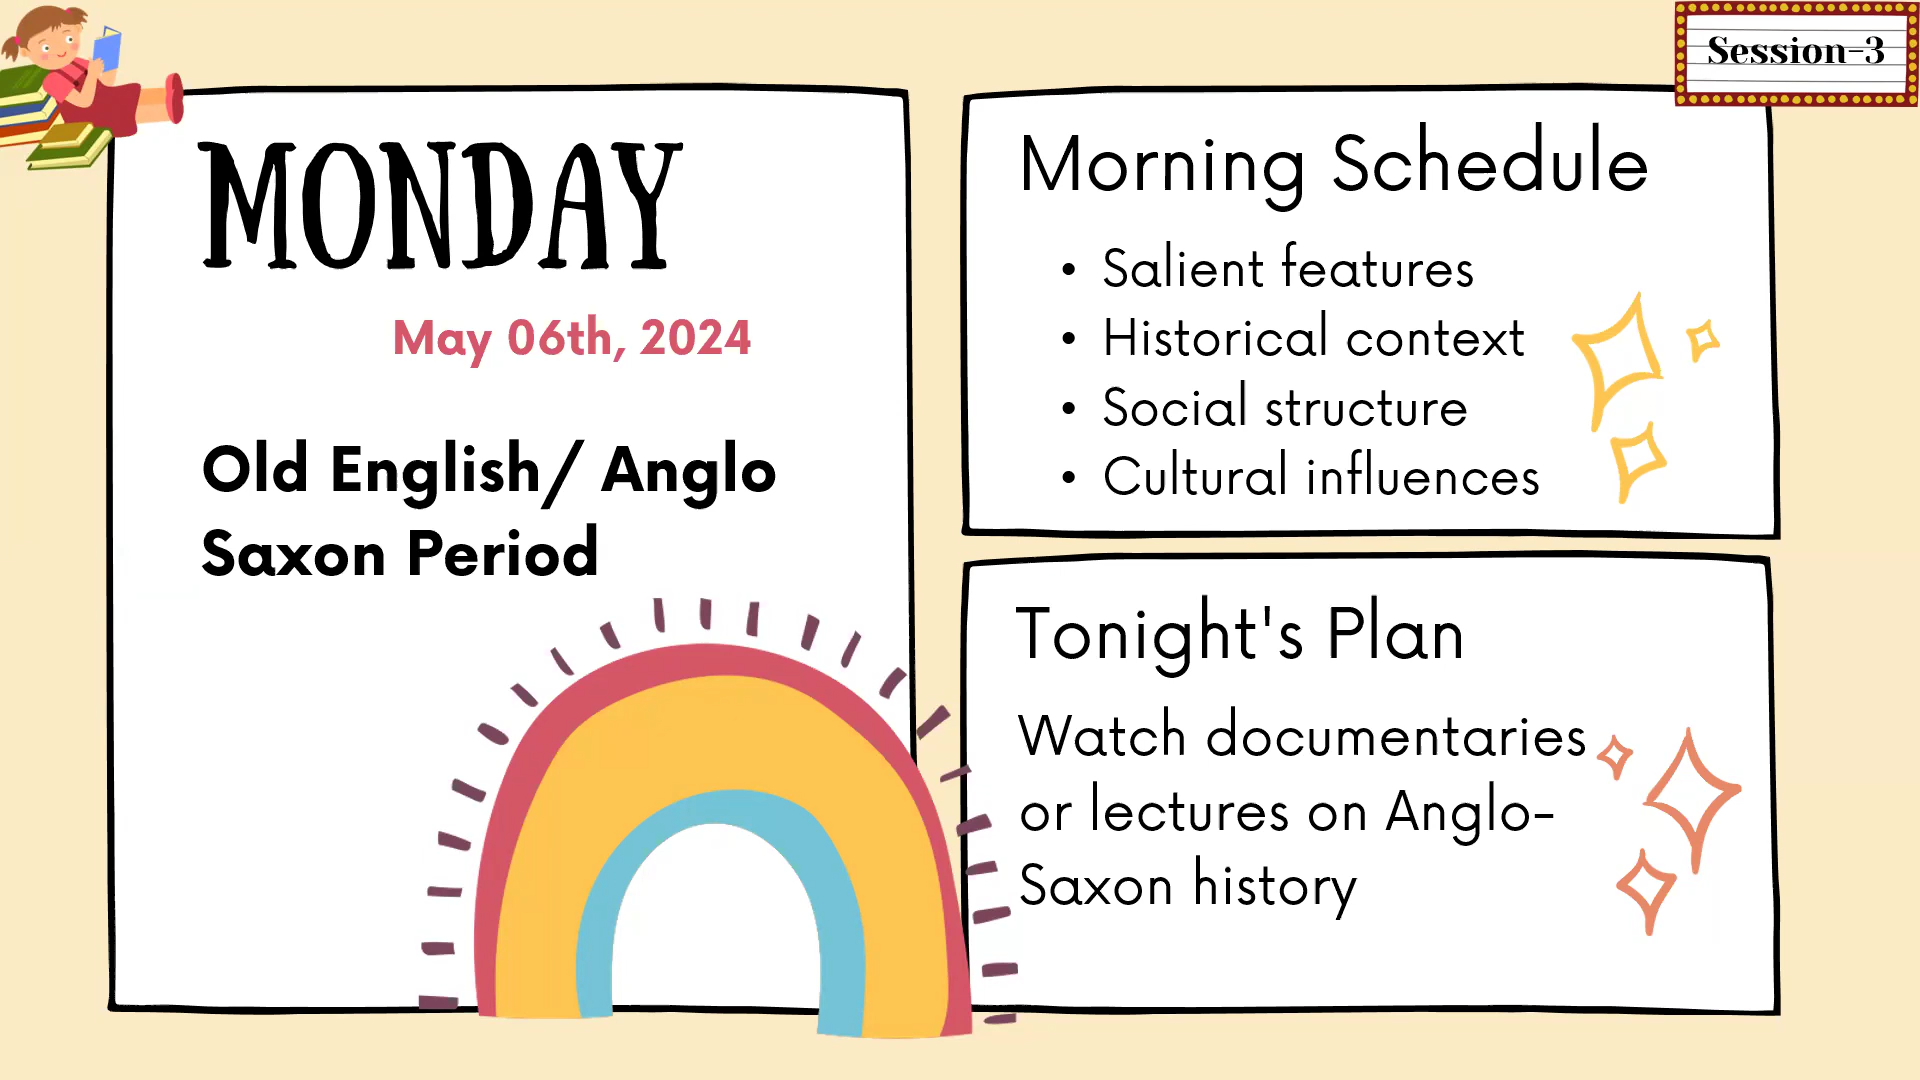 Session-3
MONDAY
May 06th, 2024
Old English/ Anglo
Saxon Period
Morning Schedule
• Salient features
• Historical context
• Social structure
• Cultural influences
Tonight's Plan
Watch documentaries
or lectures on Anglo-
Saxon history